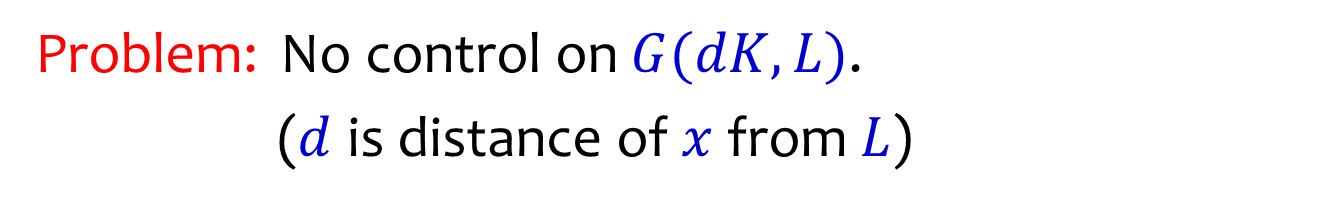 Problem: No control on G(dK, L).
(d is distance of x from L)